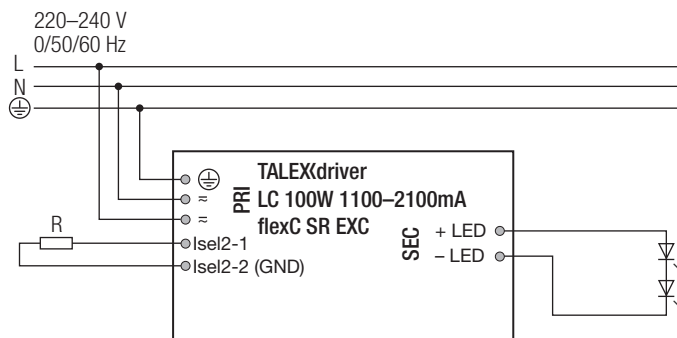 220–240 V
0/50/60 Hz
L
N
TALEXXdriver
LC 100W 1100–2100mA
flexC SR EXC
PRI
≂
≂
R
Isel2-1
Isel2-2 (GND)
SEC
+ LED
– LED